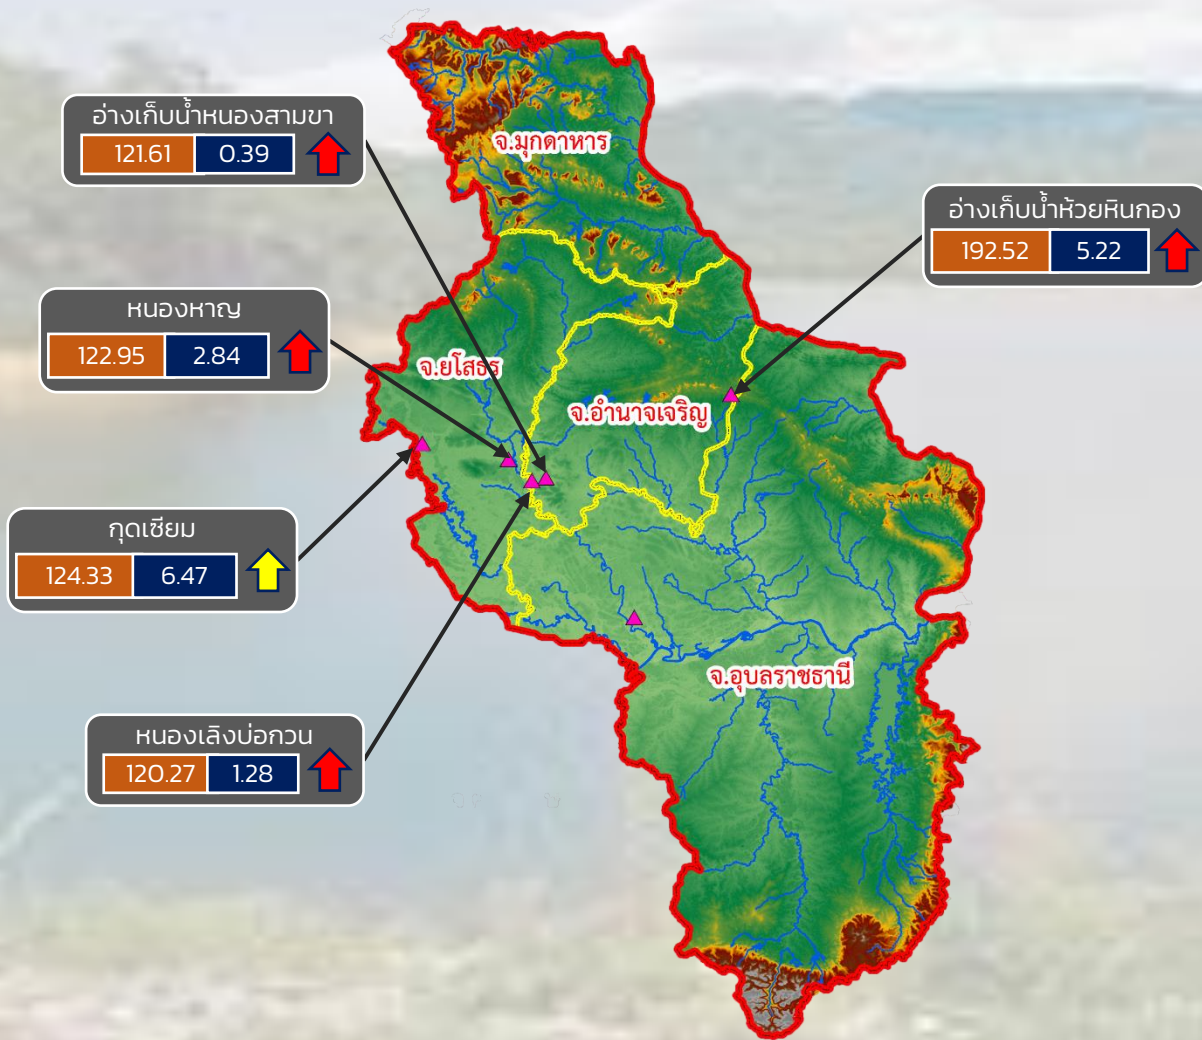 อ่างเก็บน้ำหนองสามขา
121.61 0.39
จ.มุกดาหาร
อ่างเก็บน้ำห้วยหินกอง
192.52 5.22
หนองหาญ
122.95 2.84
จ.ยโสธร
จ.อำนาจเจริญ
กุดเชียม
124.33 6.47
จ.อุบลราชธานี
หนองเลิงบ่อกวน
120.27 1.28